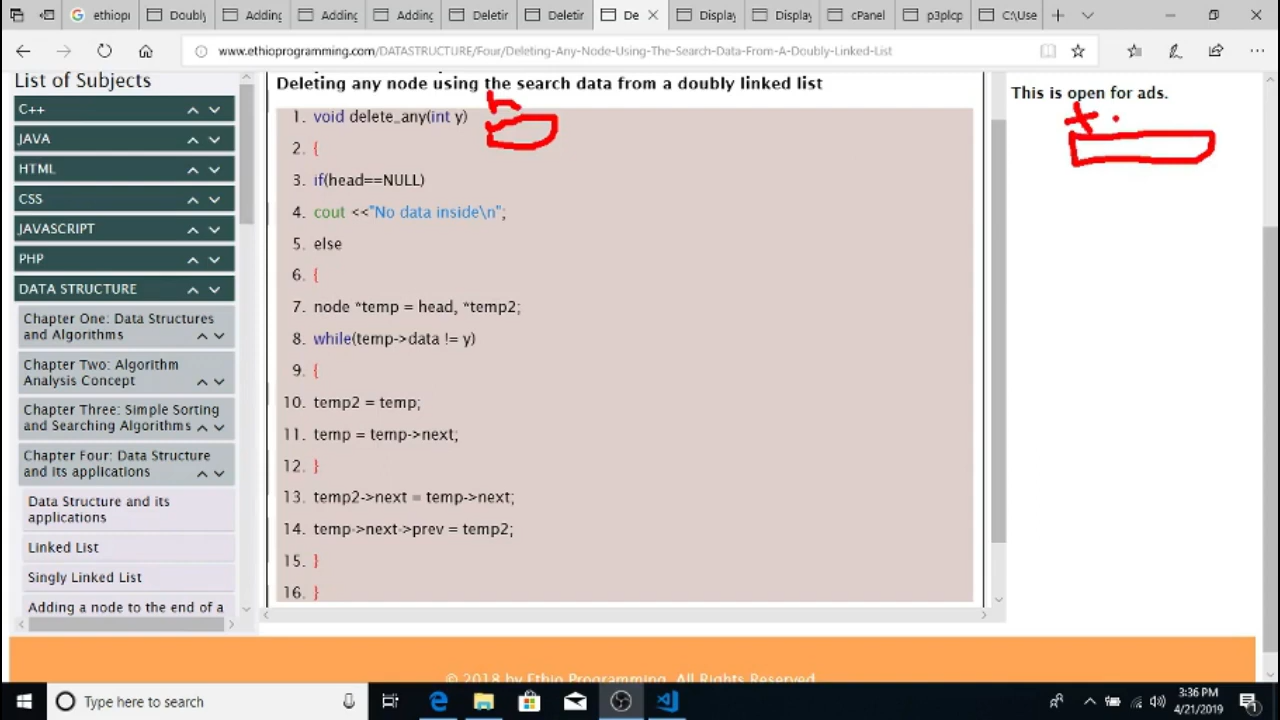 ethiopi
Doubly
Adding
Adding
Adding
Deletin
Deletin
De
Display
Display
cPanel
p3plcp
C:\Use
www.ethioprogramming.com/DATASTRUCTURE/Four/Deleting-Any-Node-Using-The-Search-Data-From-A-Doubly-Linked-List
List of Subjects
C++
JAVA
HTML
CSS
JAVASCRIPT
PHP
DATA STRUCTURE
Chapter One: Data Structures
and Algorithms
Chapter Two: Algorithm
Analysis Concept
Chapter Three: Simple Sorting
and Searching Algorithms
Chapter Four: Data Structure
and its applications
Data Structure and its
applications
Linked List
Singly Linked List
Adding a node to the end of a
Deleting any node using the search data from a doubly linked list
h
1. void delete_any(int y)
2. {
3. if(head==NULL)
4. cout <<"No data inside\n";
5. else
6. {
7. node *temp = head, *temp2;
8. while(temp->data != y)
9. {
10. temp2 = temp;
11. temp = temp->next;
12. }
13. temp2->next = temp->next;
14. temp->next->prev = temp2;
15. }
16. }
This is open for ads.
t
© 2018 by Ethio Programming. All Rights Reserved
Type here to search
3:36 PM
4/21/2019